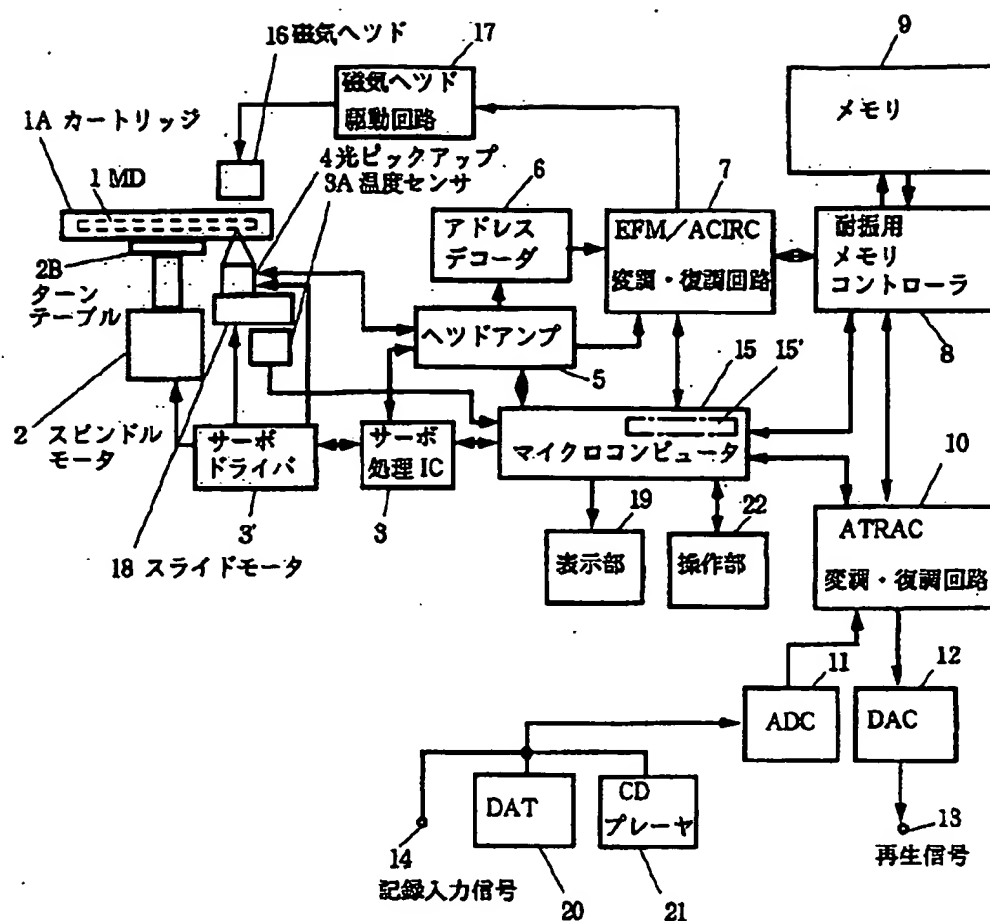 16磁気ヘッド
17
9
磁気ヘッド
駆動回路
メモリ
1A カートリッジ
1 MD
4光ピックアップ
3A 温度センサ
6
7
アドレス
デコーダ
EFM/ACIRC
変調・復調回路
耐振用
メモリ
コントローラ
2B
ターン
テーブル
ヘッドアンプ
5
15
15'
8
2 スピンドル
モータ
サーボ
ドライバ
サーボ
処理 IC
マイクロコンピュータ
10
3'
3
19
22
18 スライドモータ
表示部
操作部
ATRAC
変調・復調回路
11
12
ADC
DAC
DAT
CD
プレーヤ
14
13
記録入力信号
再生信号
20
21